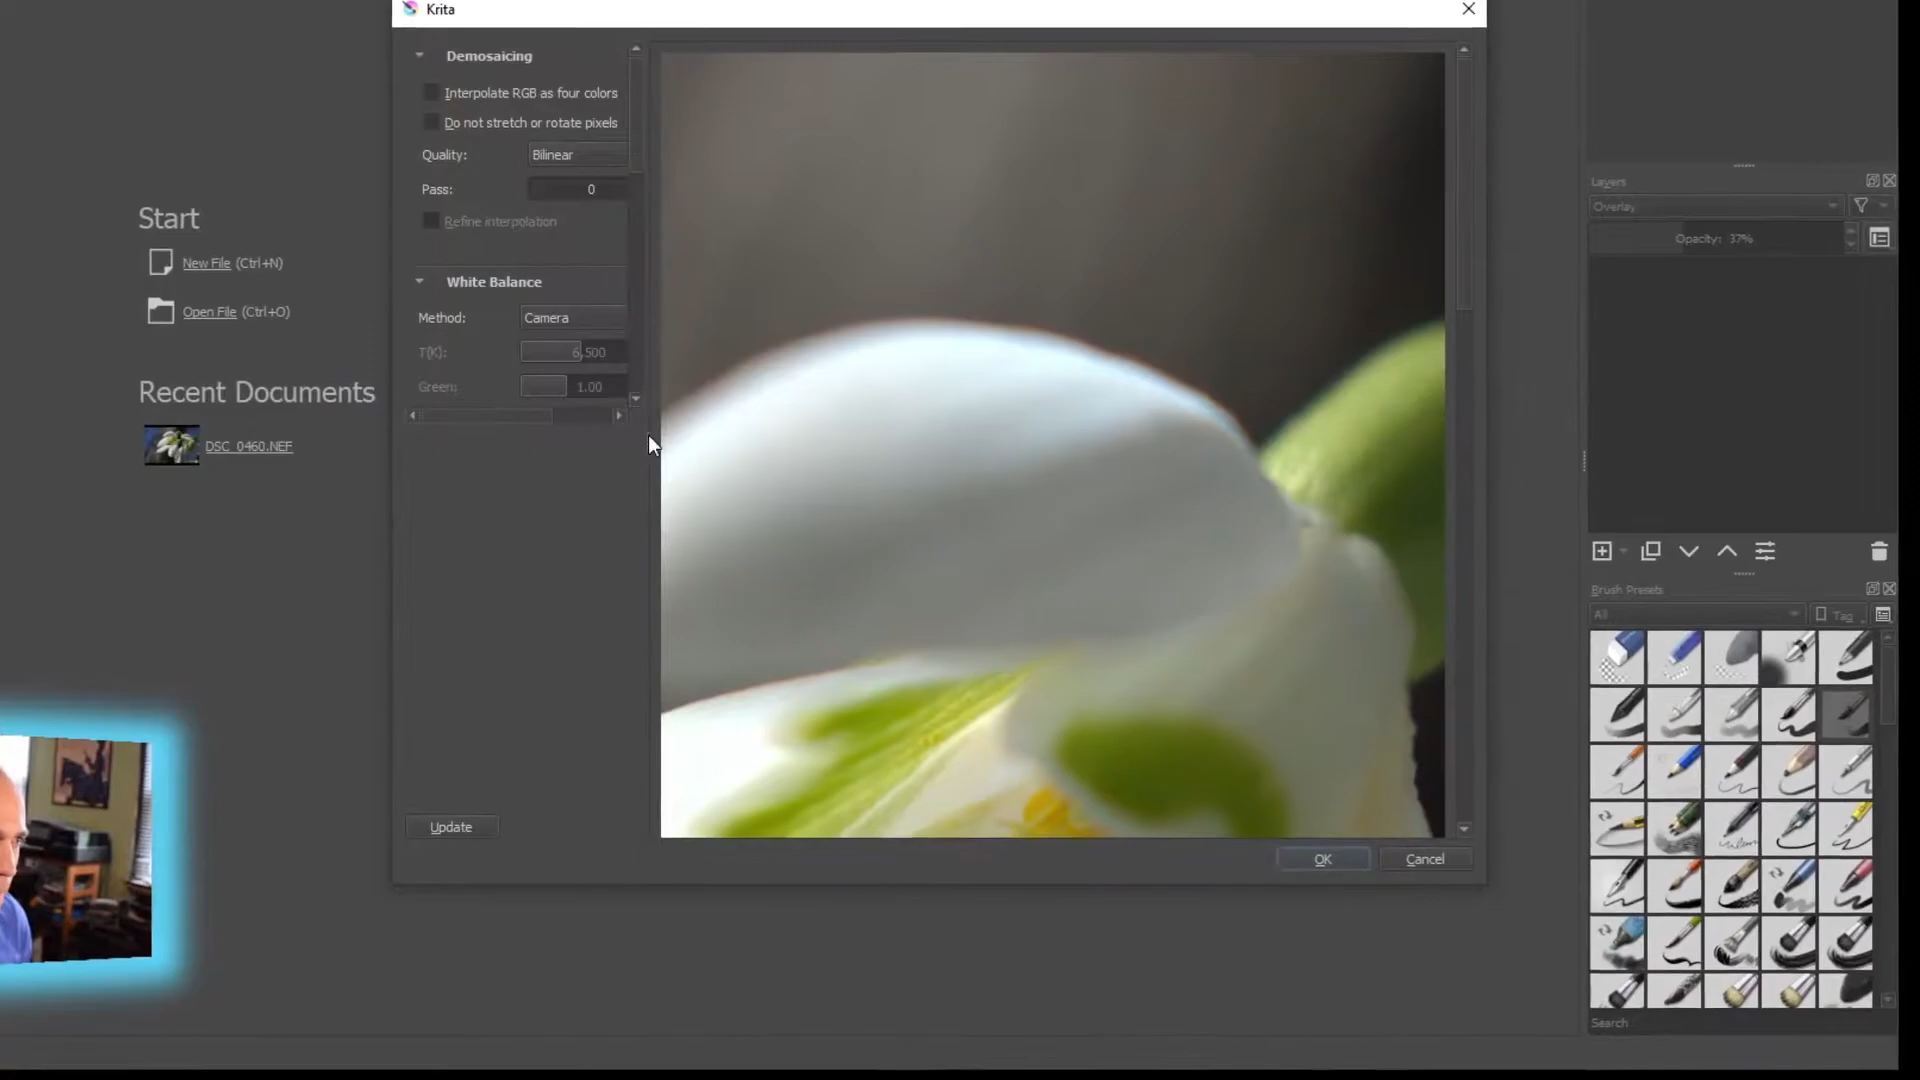 Krita
Demosaicing
Interpolate RGB as four colors
Do not stretch or rotate pixels
Quality: Bilinear
Pass: 0
Refine interpolation
White Balance
Method: Camera
T(K): 6,500
Green: 1.00
Update
OK
Cancel
Start
New File (Ctrl+N)
Open File (Ctrl+O)
Recent Documents
DSC_0460.NEF
Layers
Overlay
Opacity: 37%
Brush Presets
All
Tag
Search